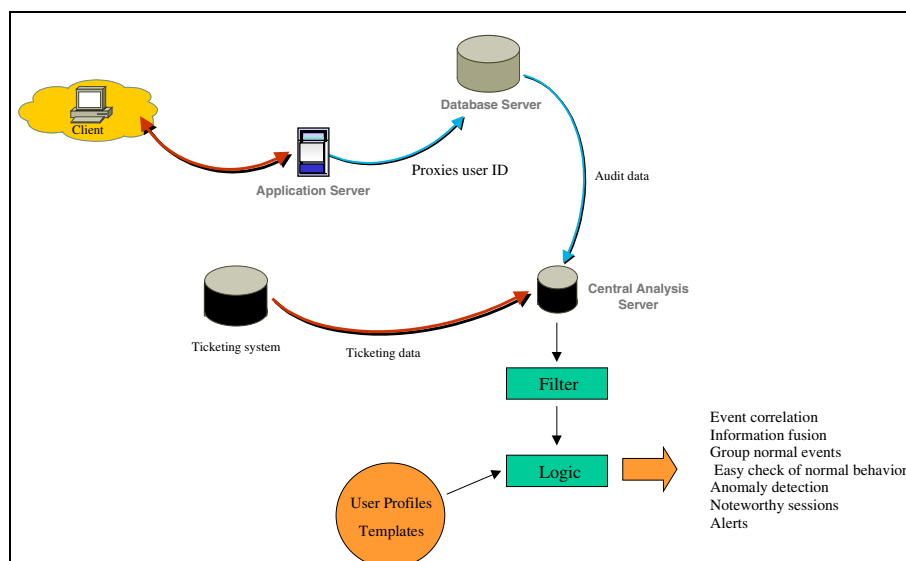 Database Server
Client
Application Server
Proxies user ID
Audit data
Central Analysis
Server
Ticketing system
Ticketing data
Filter
Logic
User Profiles
Templates
Event correlation
Information fusion
Group normal events
Easy check of normal behavior
Anomaly detection
Noteworthy sessions
Alerts